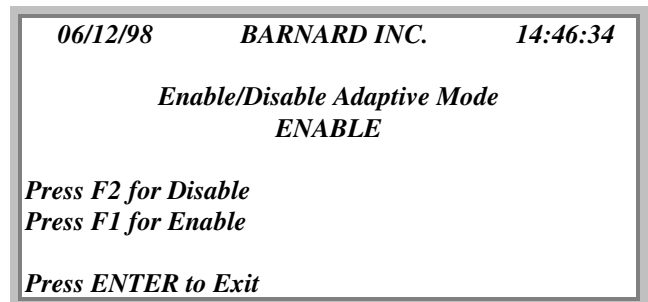 06/12/98 BARNARD INC. 14:46:34
Enable/Disable Adaptive Mode
ENABLE
Press F2 for Disable
Press F1 for Enable
Press ENTER to Exit